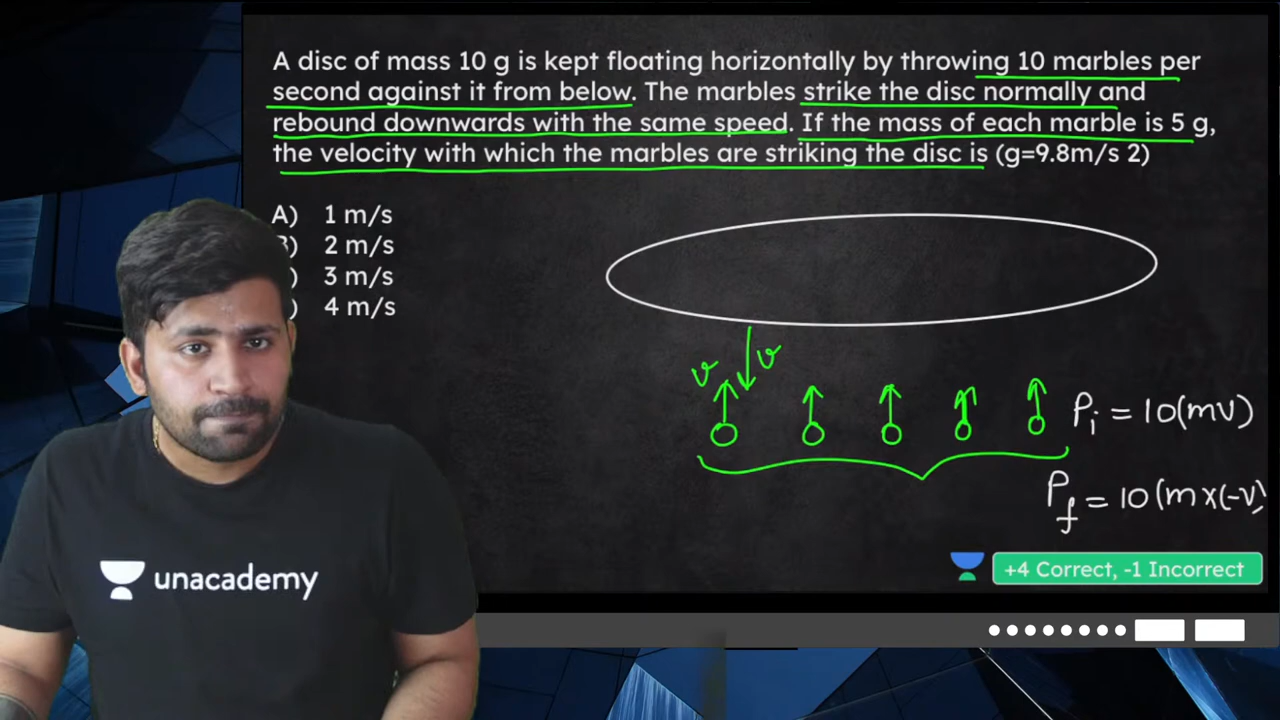 A disc of mass 10 g is kept floating horizontally by throwing 10 marbles per
second against it from below. The marbles strike the disc normally and
rebound downwards with the same speed. If the mass of each marble is 5 g,
the velocity with which the marbles are striking the disc is (g=9.8m/s 2)
A) 1 m/s
) 2 m/s
) 3 m/s
) 4 m/s
v v
Pi = 10(mv)
Pf = 10(m×(-v)
unacademy
+4 Correct, -1 Incorrect